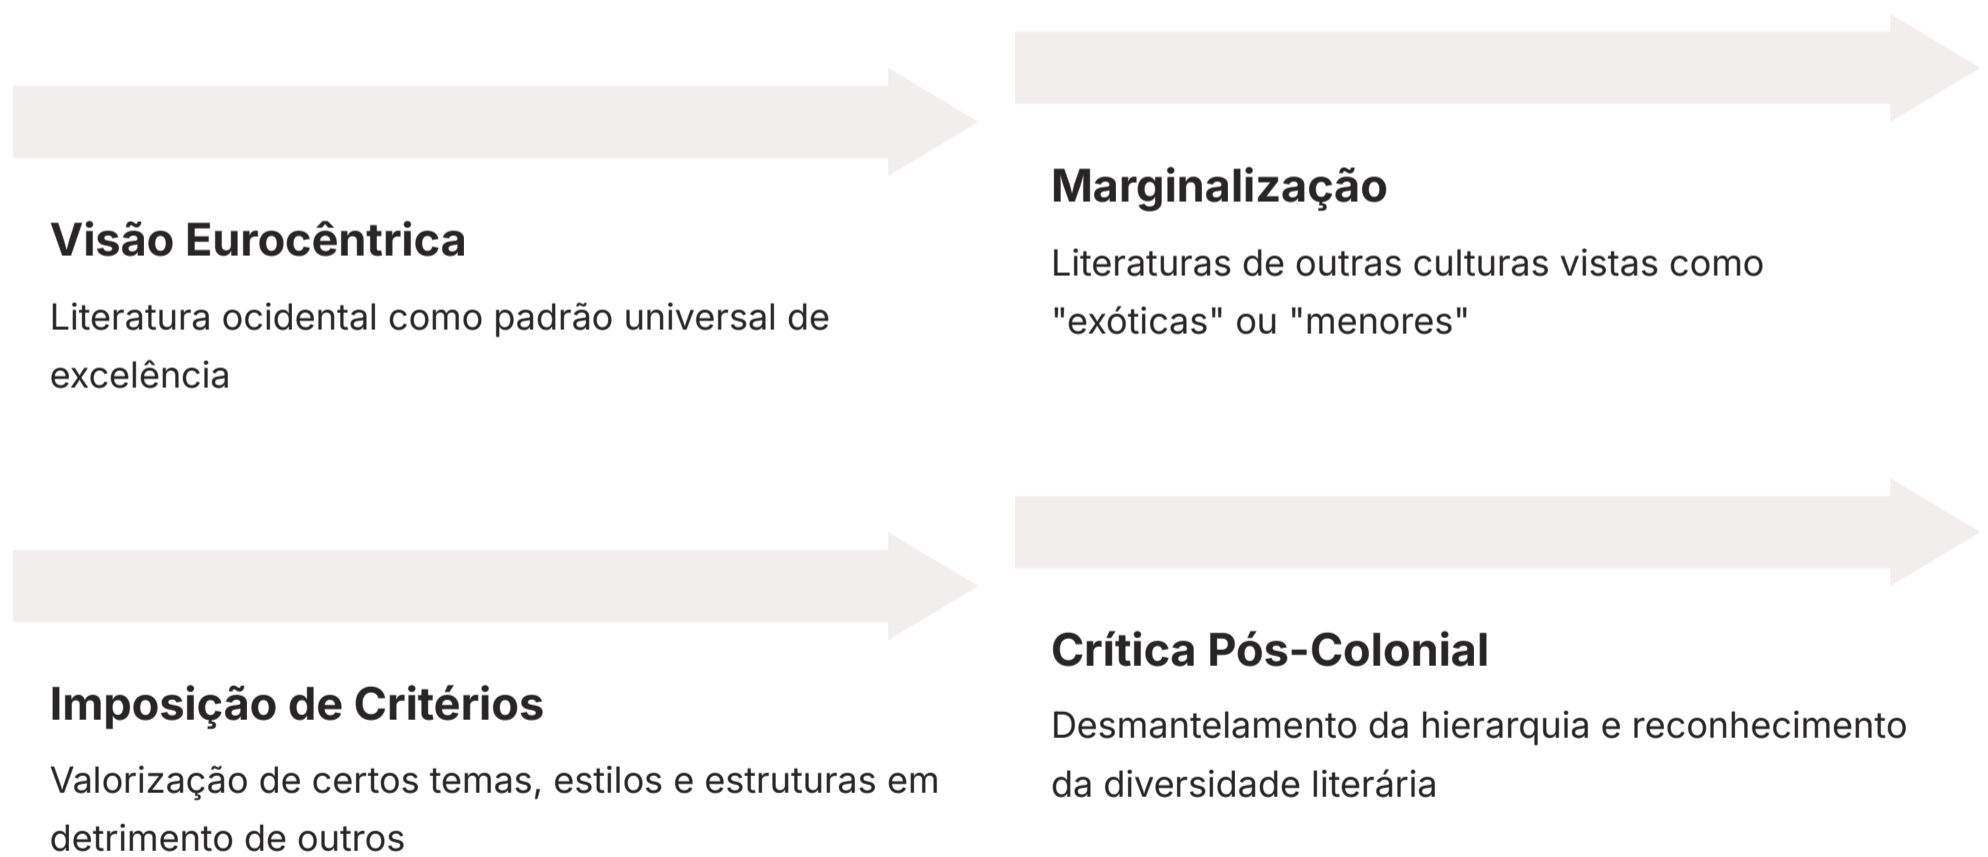 Visão Eurocêntrica
Literatura ocidental como padrão universal de
excelência
Marginalização
Literaturas de outras culturas vistas como
"exóticas" ou "menores"
Imposição de Critérios
Valorização de certos temas, estilos e estruturas em
detrimento de outros
Crítica Pós-Colonial
Desmantelamento da hierarquia e reconhecimento
da diversidade literária